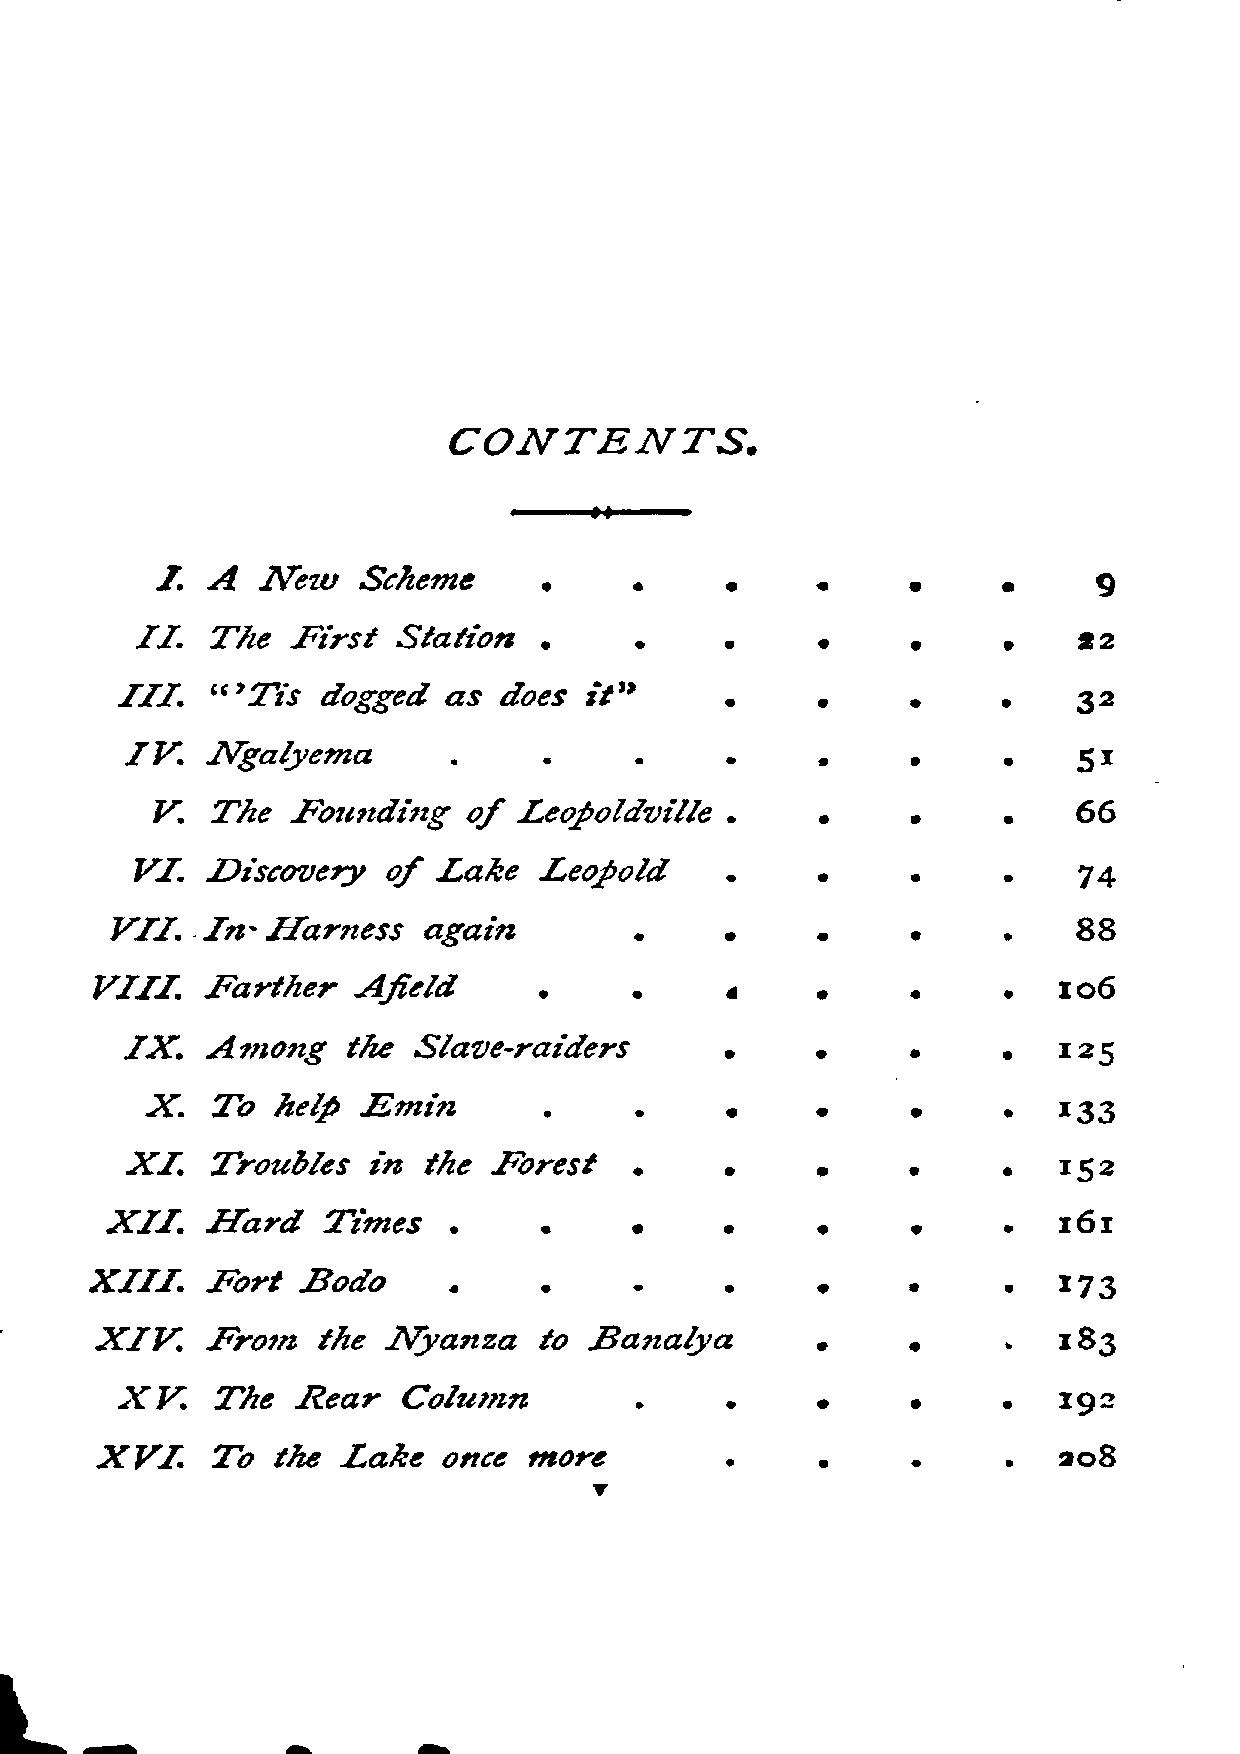 CONTENTS.
I. A New Scheme . . . . . . 9
II. The First Station . . . . . . 22
III. "'Tis dogged as does it" . . . . 32
IV. Ngalyema . . . . . . . 51
V. The Founding of Leopoldville . . . . 66
VI. Discovery of Lake Leopold . . . . 74
VII. In Harness again . . . . . 88
VIII. Farther Afield . . . . . . 106
IX. Among the Slave-raiders . . . . 125
X. To help Emin . . . . . . 133
XI. Troubles in the Forest . . . . . 152
XII. Hard Times . . . . . . . 161
XIII. Fort Bodo . . . . . . . 173
XIV. From the Nyanza to Banalya . . . 183
XV. The Rear Column . . . . . 192
XVI. To the Lake once more . . . . 208
v